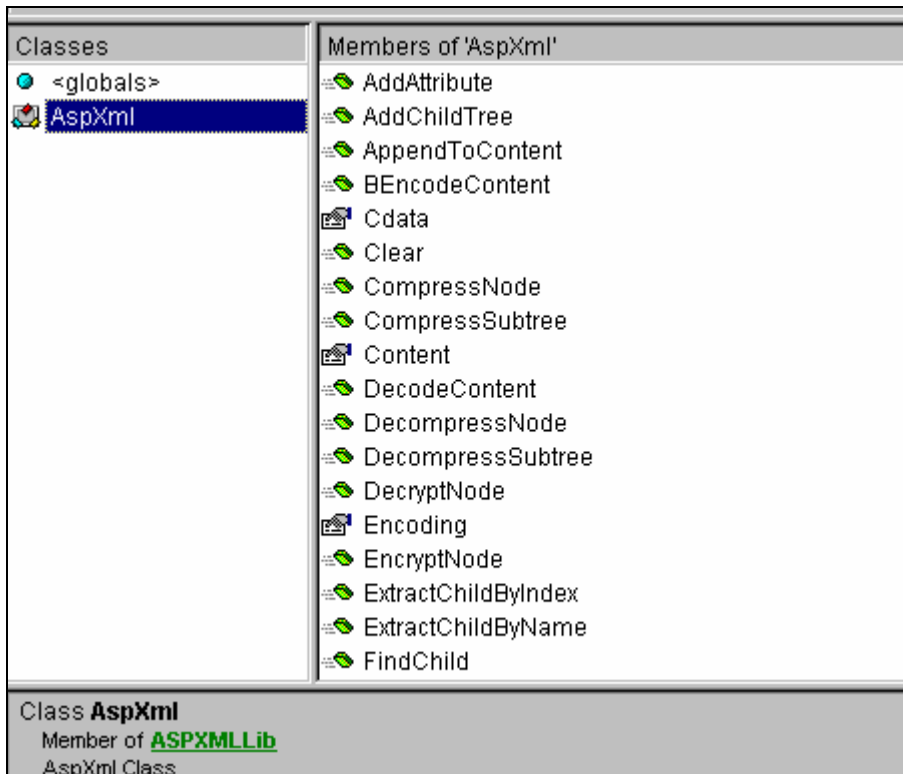 Classes
<globals>
AspXml
Members of 'AspXml'
AddAttribute
AddChildTree
AppendToContent
BEncodeContent
Cdata
Clear
CompressNode
CompressSubtree
Content
DecodeContent
DecompressNode
DecompressSubtree
DecryptNode
Encoding
EncryptNode
ExtractChildByIndex
ExtractChildByName
FindChild
Class AspXml
Member of ASPXMLLib
AspXml Class